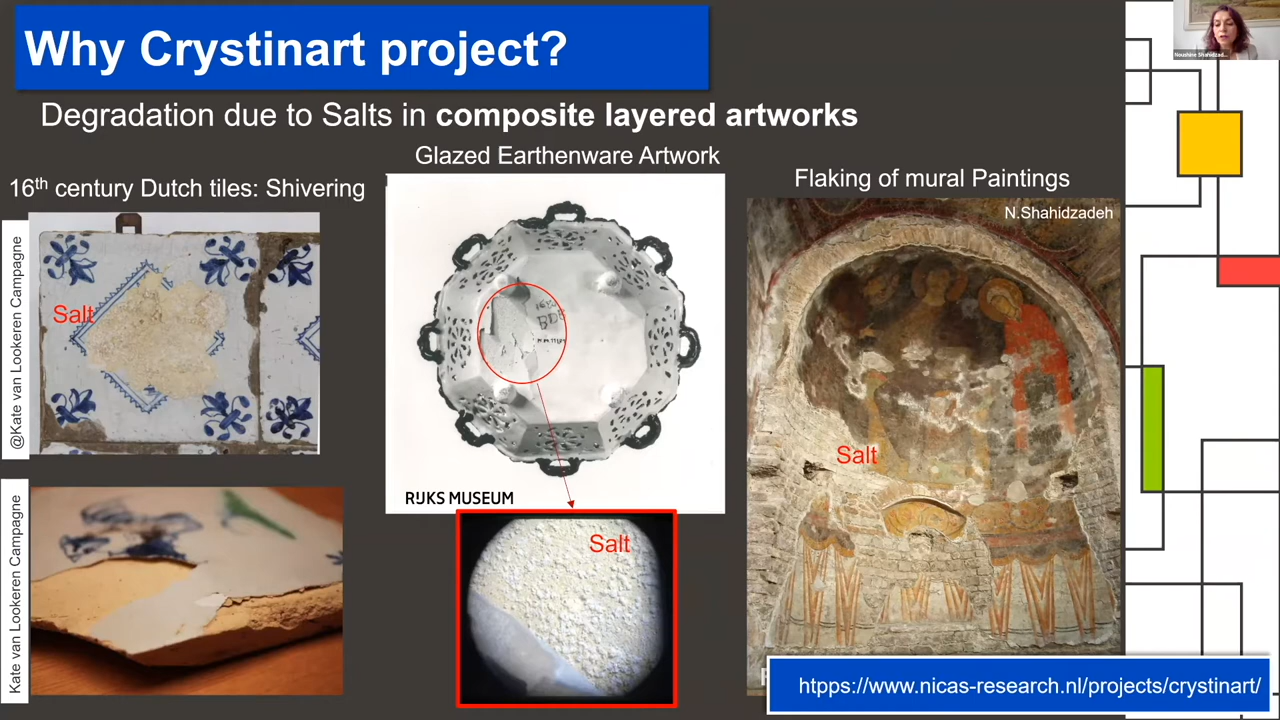 Why Crystinart project?
Degradation due to Salts in composite layered artworks
Glazed Earthenware Artwork
16th century Dutch tiles: Shivering
Flaking of mural Paintings
N.Shahidzadeh
@Kate van Lookeren Campagne
Salt
RIJKS MUSEUM
Salt
Salt
Kate van Lookeren Campagne
htpps://www.nicas-research.nl/projects/crystinart/